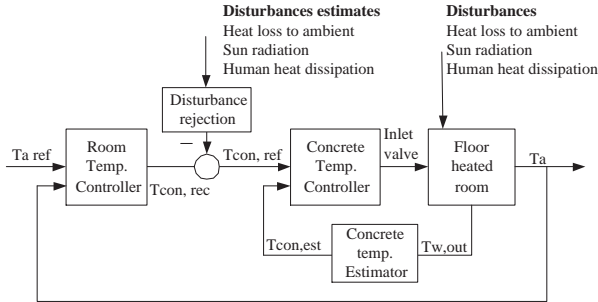 Disturbances estimates
Heat loss to ambient
Sun radiation
Human heat dissipation
Disturbances
Heat loss to ambient
Sun radiation
Human heat dissipation
Disturbance
rejection
–
Ta ref
Room
Temp.
Controller
Tcon, rec
Tcon, ref
Concrete
Temp.
Controller
Inlet
valve
Floor
heated
room
Ta
Tcon,est
Concrete
temp.
Estimator
Tw,out